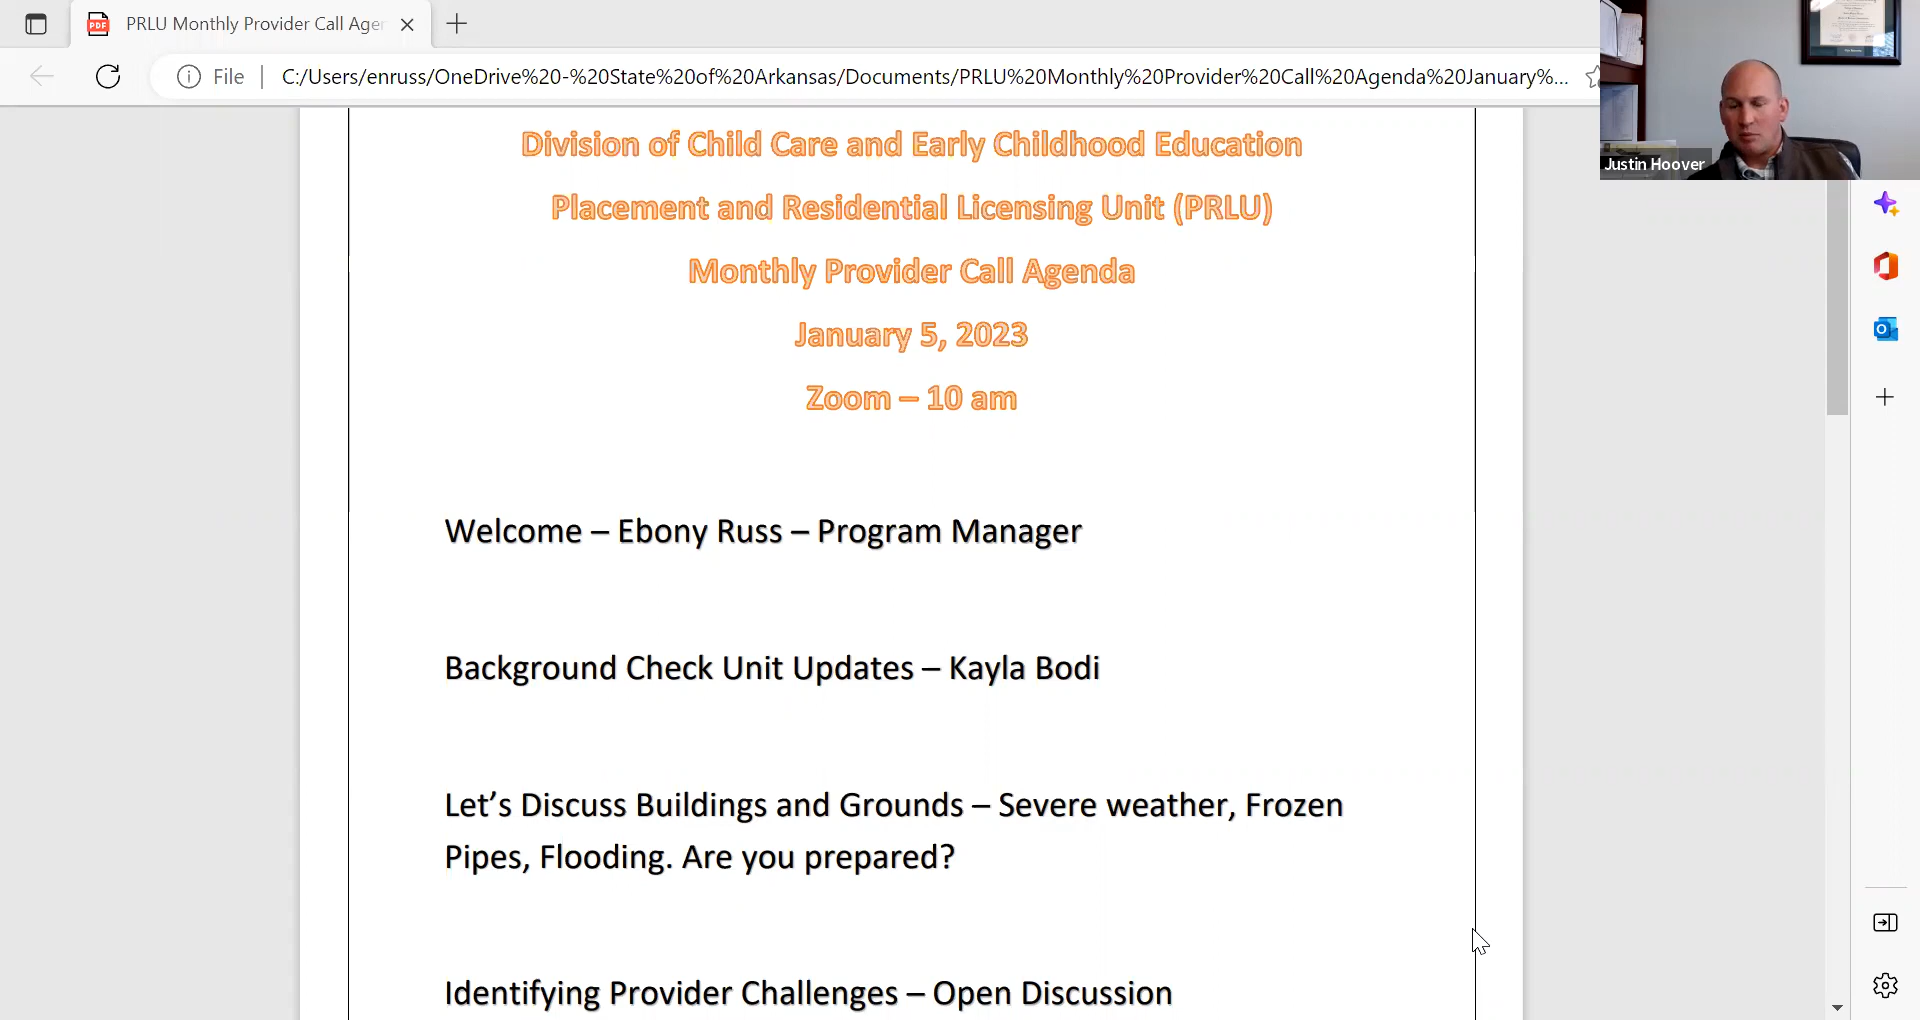 PRLU Monthly Provider Call Age
File
C:/Users/enruss/OneDrive%20-%20State%20of%20Arkansas/Documents/PRLU%20Monthly%20Provider%20Call%20Agenda%20January%...
Justin Hoover
Division of Child Care and Early Childhood Education
Placement and Residential Licensing Unit (PRLU)
Monthly Provider Call Agenda
January 5, 2023
Zoom – 10 am
Welcome – Ebony Russ – Program Manager
Background Check Unit Updates – Kayla Bodi
Let’s Discuss Buildings and Grounds – Severe weather, Frozen
Pipes, Flooding. Are you prepared?
Identifying Provider Challenges – Open Discussion